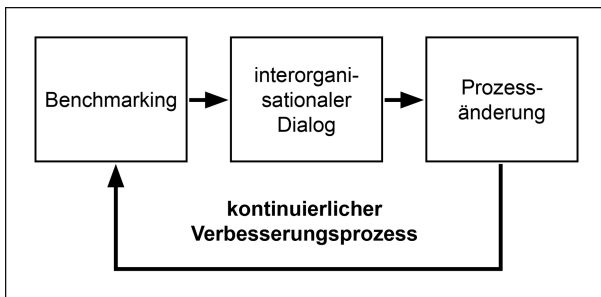 Benchmarking
interorgani-
sationaler
Dialog
Prozess-
änderung
kontinuierlicher
Verbesserungsprozess